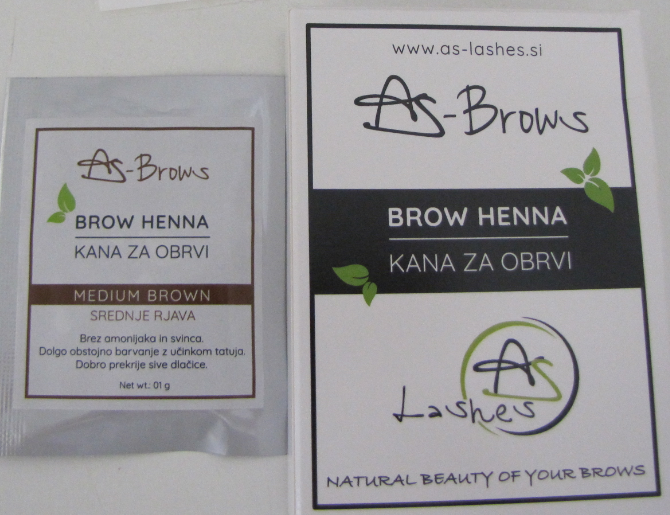 As-Brows
BROW HENNA
KANA ZA OBRVI
MEDIUM BROWN
SREDNJE RJAVA
Brez amonijaka in svinca.
Dolgo obstojno barvanje z učinkom tatuja.
Dobro prekrije sive dlačice.
Net wt.: 01 g
www.as-lashes.si
As-Brows
BROW HENNA
KANA ZA OBRVI
As
Lashes
NATURAL BEAUTY OF YOUR BROWS